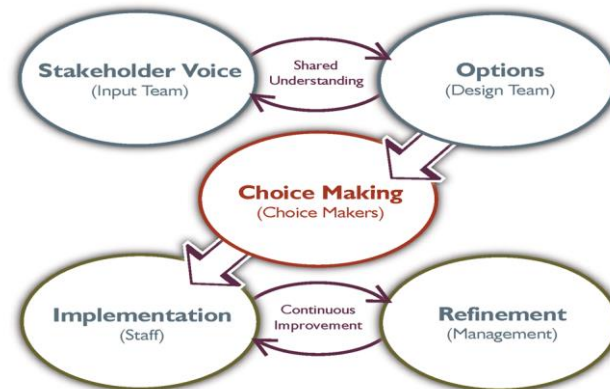 Stakeholder Voice
(Input Team)
Shared
Understanding
Options
(Design Team)
Choice Making
(Choice Makers)
Implementation
(Staff)
Continuous
Improvement
Refinement
(Management)